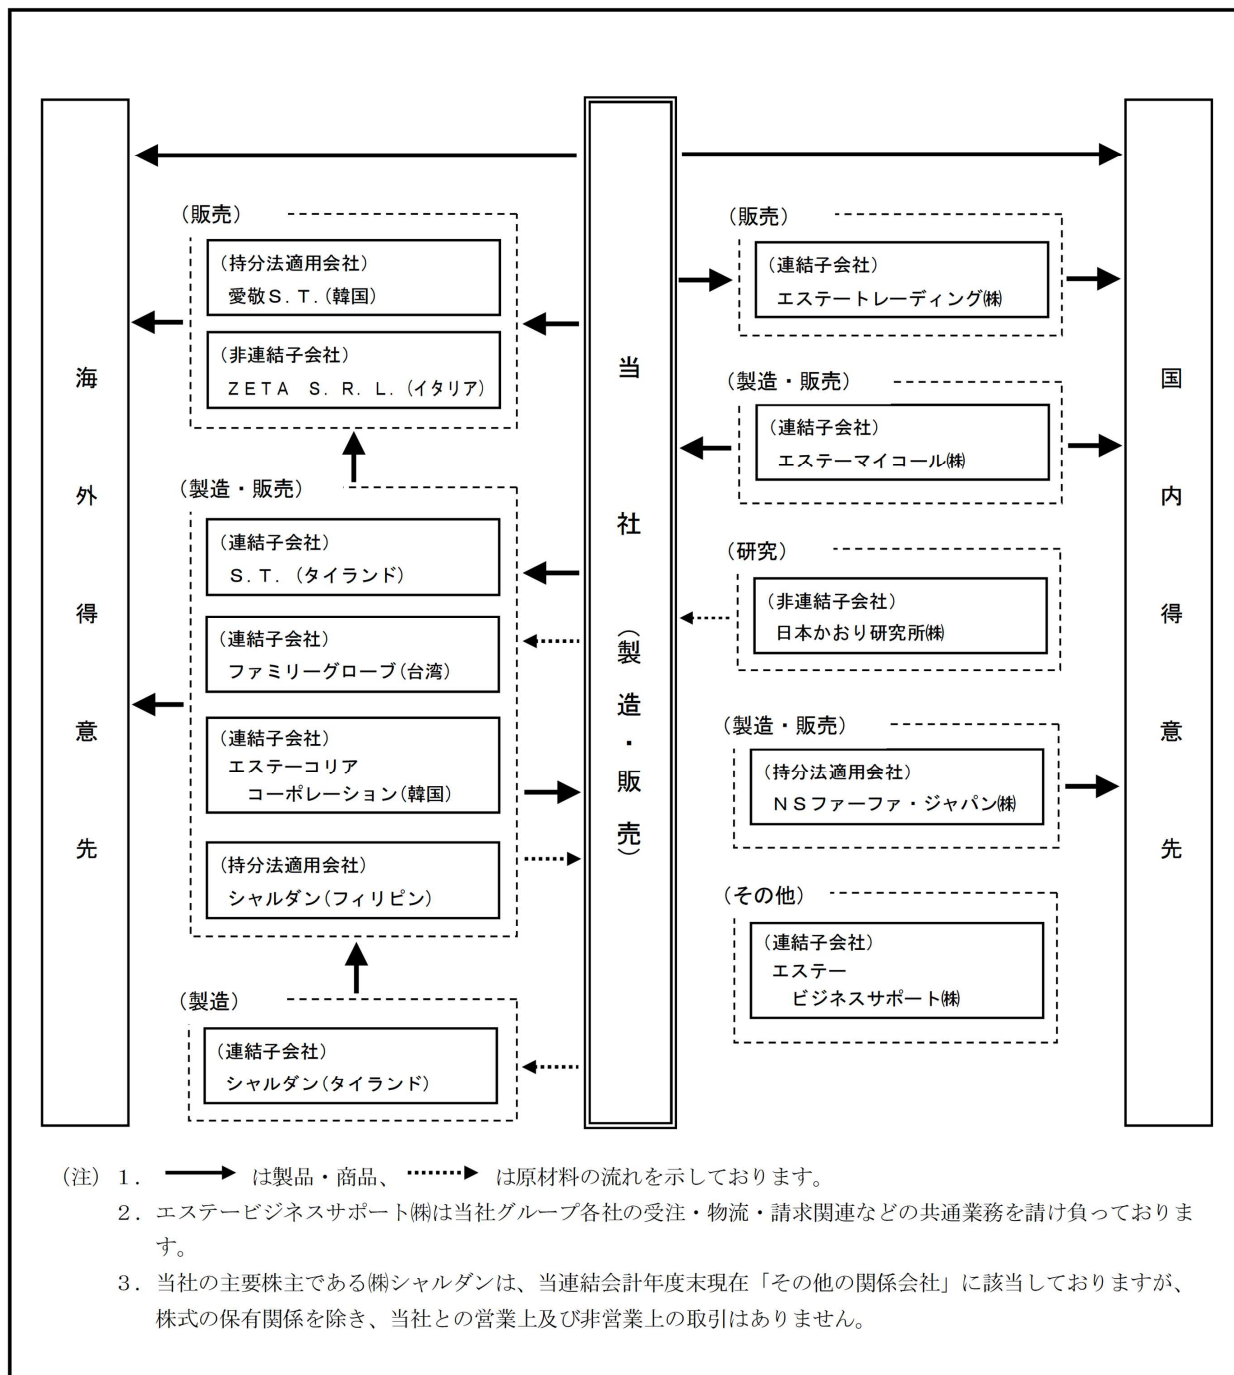 海外得意先
(販売)
(持分法適用会社)
愛敬S.T.(韓国)
(非連結子会社)
ZETA S.R.L.(イタリア)
(製造・販売)
(連結子会社)
S.T.(タイランド)
(連結子会社)
ファミリーグローブ(台湾)
(連結子会社)
エステーコリア
コーポレーション(韓国)
(持分法適用会社)
シャルダン(フィリピン)
(製造)
(連結子会社)
シャルダン(タイランド)
当社(製造・販売)
(販売)
(連結子会社)
エステートレーディング㈱
(製造・販売)
(連結子会社)
エステーマイコール㈱
(研究)
(非連結子会社)
日本かおり研究所㈱
(製造・販売)
(持分法適用会社)
NSファーファ・ジャパン㈱
(その他)
(連結子会社)
エステー
ビジネスサポート㈱
国内得意先
(注)1. は製品・商品、 は原材料の流れを示しております。
2.エステービジネスサポート㈱は当社グループ各社の受注・物流・請求関連などの共通業務を請け負っておりま
す。
3.当社の主要株主である㈱シャルダンは、当連結会計年度末現在「その他の関係会社」に該当しておりますが、
株式の保有関係を除き、当社との営業上及び非営業上の取引はありません。